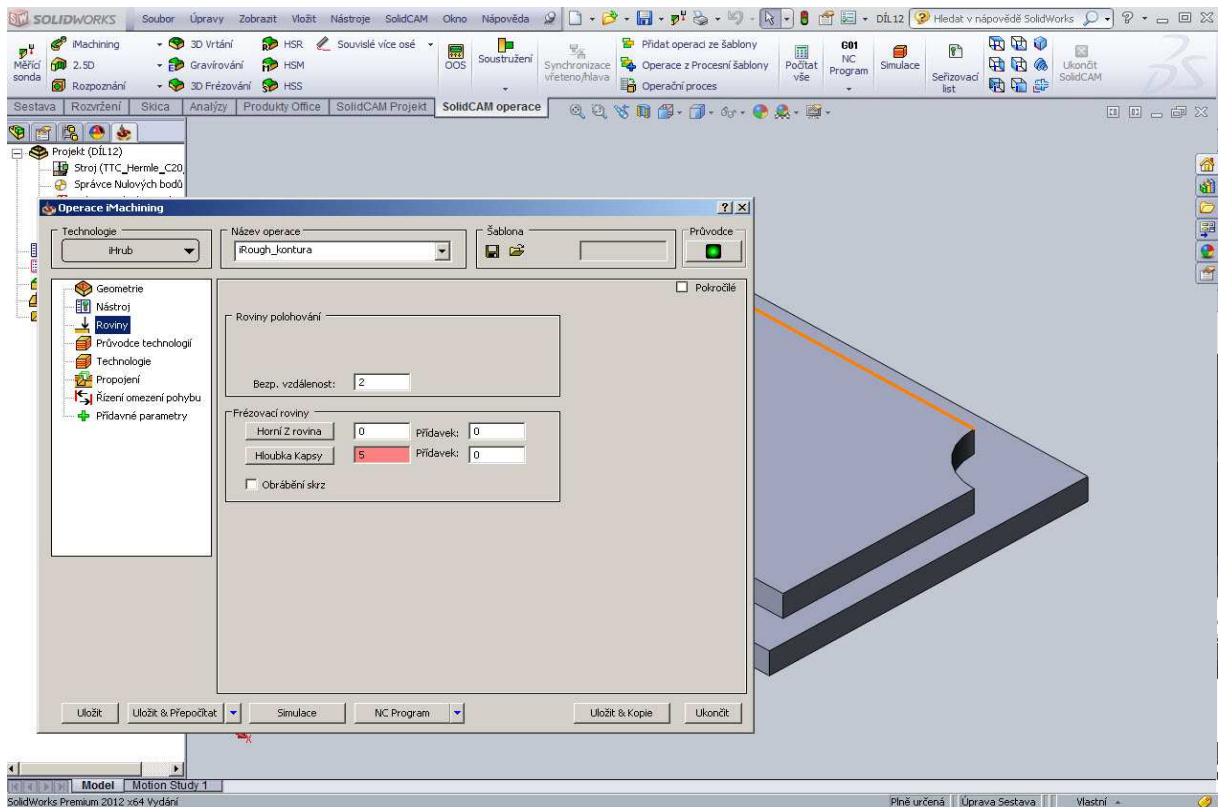 SOLIDWORKS Soubor Úpravy Zobrazit Vložit Nástroje SolidCAM Okno Nápověda DíL12 Hledat v nápovědě SolidWorks
iMachining 3D Vrtání HSR Souvislé více osé Přidat operaci ze šablony
Měřící sonda 2.5D Gravírování HSM OOS Soustružení Synchronizace vřeteno/hlava Operace z Procesní šablony Počítat vše G01 NC Program Simulace Seřizovací list Ukončit SolidCAM
Rozpoznání 3D Frézování HSS Operační proces
Sestava Rozvržení Skica Analýzy Produkty Office SolidCAM Projekt SolidCAM operace
Projekt (DÍL12)
Stroj (TTC_Hermle_C20,
Správce Nulových bodů
Operace iMachining
Technologie Název operace Šablona Průvodce
iHrub iRough_kontura
Geometrie Pokročilé
Nástroj
Roviny Roviny polohování
Průvodce technologií
Technologie
Propojení Bezp. vzdálenost: 2
Řízení omezení pohybu
Přídavné parametry Frézovací roviny
Horní Z rovina 0 Přídavek: 0
Hloubka Kapsy 5 Přídavek: 0
Obrábění skrz
Uložit Uložit & Přepočítat Simulace NC Program Uložit & Kopie Ukončit
X
Model Motion Study 1
SolidWorks Premium 2012 x64 Vydání Plně určená Úprava Sestava Vlastní